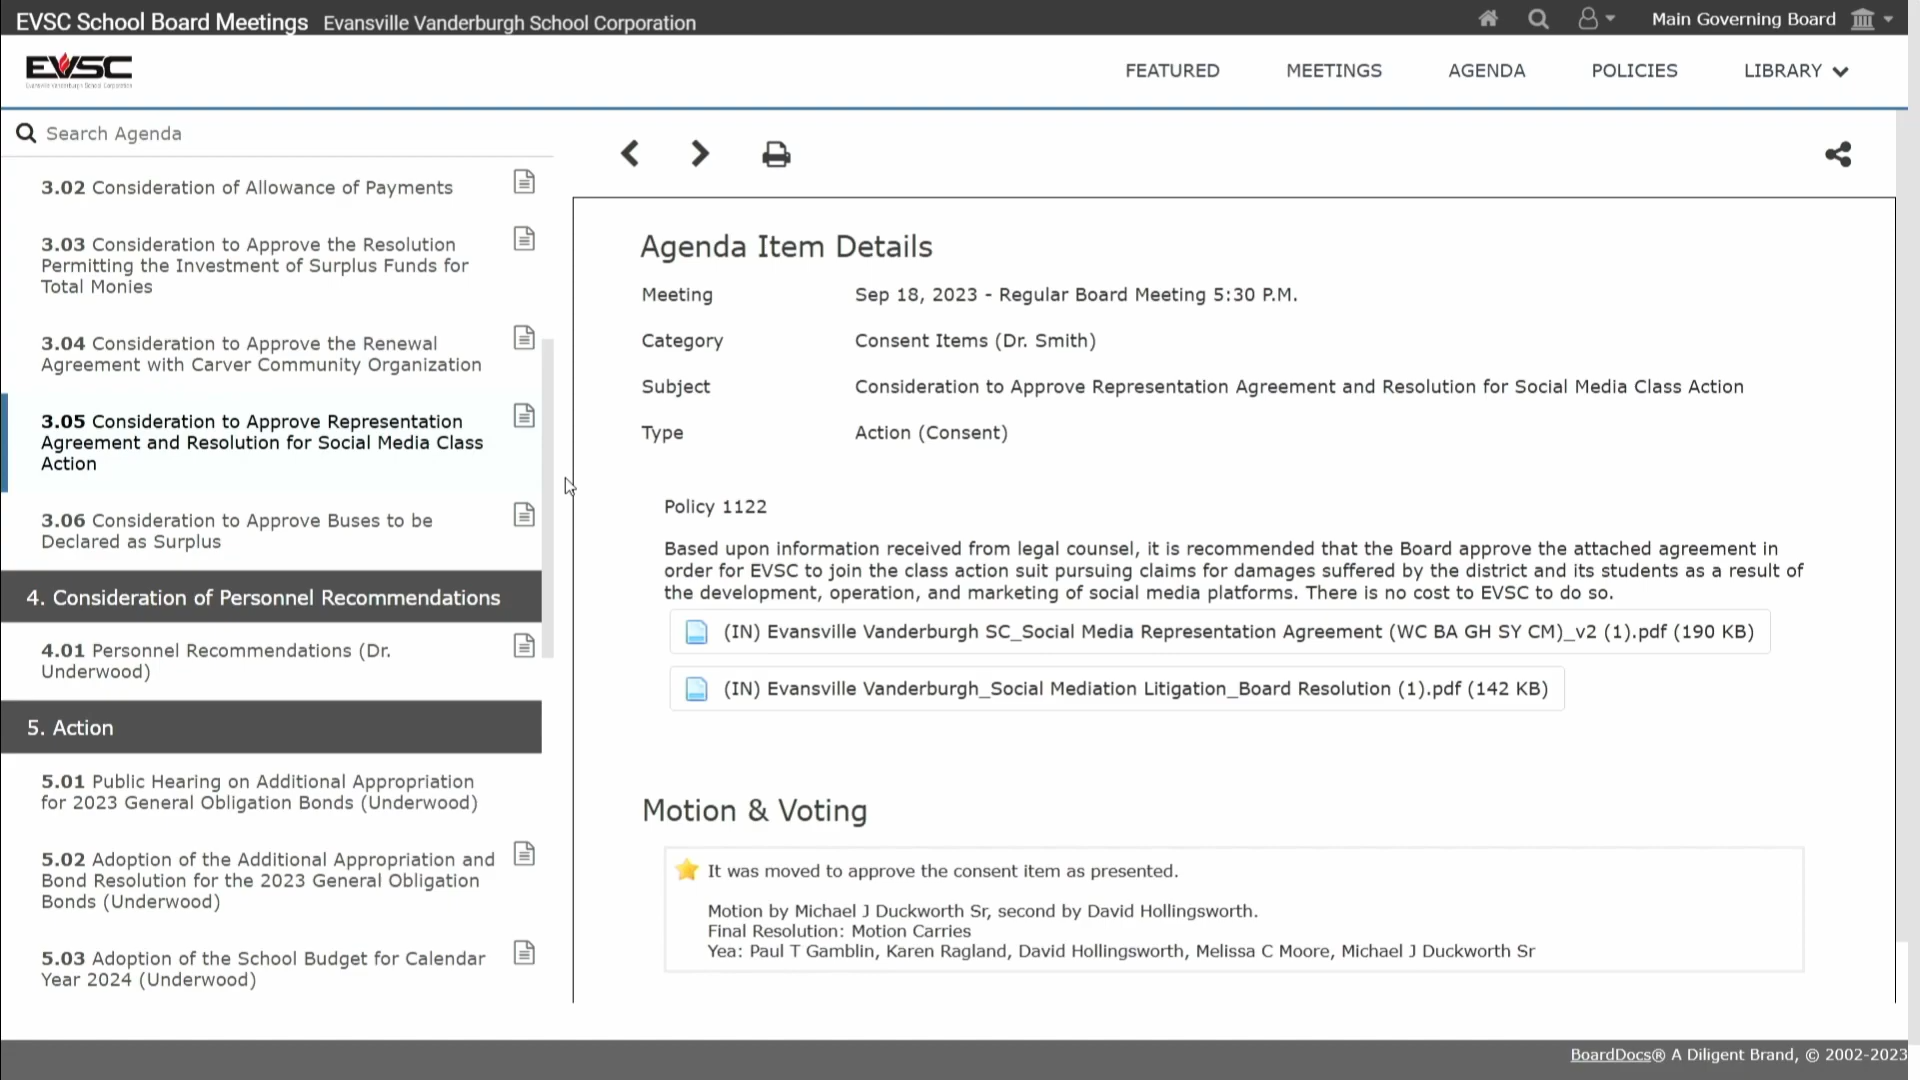 EVSC School Board Meetings Evansville Vanderburgh School Corporation
Main Governing Board
EVSC
Evansville Vanderburgh School Corporation
FEATURED MEETINGS AGENDA POLICIES LIBRARY
Search Agenda
3.02 Consideration of Allowance of Payments
3.03 Consideration to Approve the Resolution
Permitting the Investment of Surplus Funds for
Total Monies
3.04 Consideration to Approve the Renewal
Agreement with Carver Community Organization
3.05 Consideration to Approve Representation
Agreement and Resolution for Social Media Class
Action
3.06 Consideration to Approve Buses to be
Declared as Surplus
4. Consideration of Personnel Recommendations
4.01 Personnel Recommendations (Dr.
Underwood)
5. Action
5.01 Public Hearing on Additional Appropriation
for 2023 General Obligation Bonds (Underwood)
5.02 Adoption of the Additional Appropriation and
Bond Resolution for the 2023 General Obligation
Bonds (Underwood)
5.03 Adoption of the School Budget for Calendar
Year 2024 (Underwood)
Agenda Item Details
Meeting Sep 18, 2023 - Regular Board Meeting 5:30 P.M.
Category Consent Items (Dr. Smith)
Subject Consideration to Approve Representation Agreement and Resolution for Social Media Class Action
Type Action (Consent)
Policy 1122
Based upon information received from legal counsel, it is recommended that the Board approve the attached agreement in
order for EVSC to join the class action suit pursuing claims for damages suffered by the district and its students as a result of
the development, operation, and marketing of social media platforms. There is no cost to EVSC to do so.
(IN) Evansville Vanderburgh SC_Social Media Representation Agreement (WC BA GH SY CM)_v2 (1).pdf (190 KB)
(IN) Evansville Vanderburgh_Social Mediation Litigation_Board Resolution (1).pdf (142 KB)
Motion & Voting
It was moved to approve the consent item as presented.
Motion by Michael J Duckworth Sr, second by David Hollingsworth.
Final Resolution: Motion Carries
Yea: Paul T Gamblin, Karen Ragland, David Hollingsworth, Melissa C Moore, Michael J Duckworth Sr
BoardDocs® A Diligent Brand, © 2002-2023